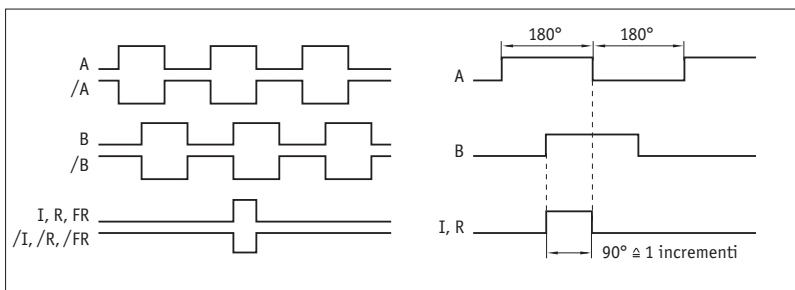 A
/A
B
/B
I, R, FR
/I, /R, /FR
180° 180°
A
B
I, R
90° ≙ 1 incrementi